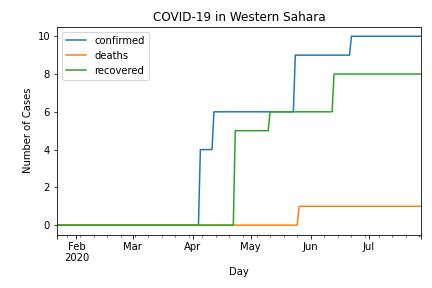 COVID-19 in Western Sahara
confirmed
deaths
recovered
Number of Cases
10
8
6
4
2
0
Feb Mar Apr May Jun Jul
2020
Day